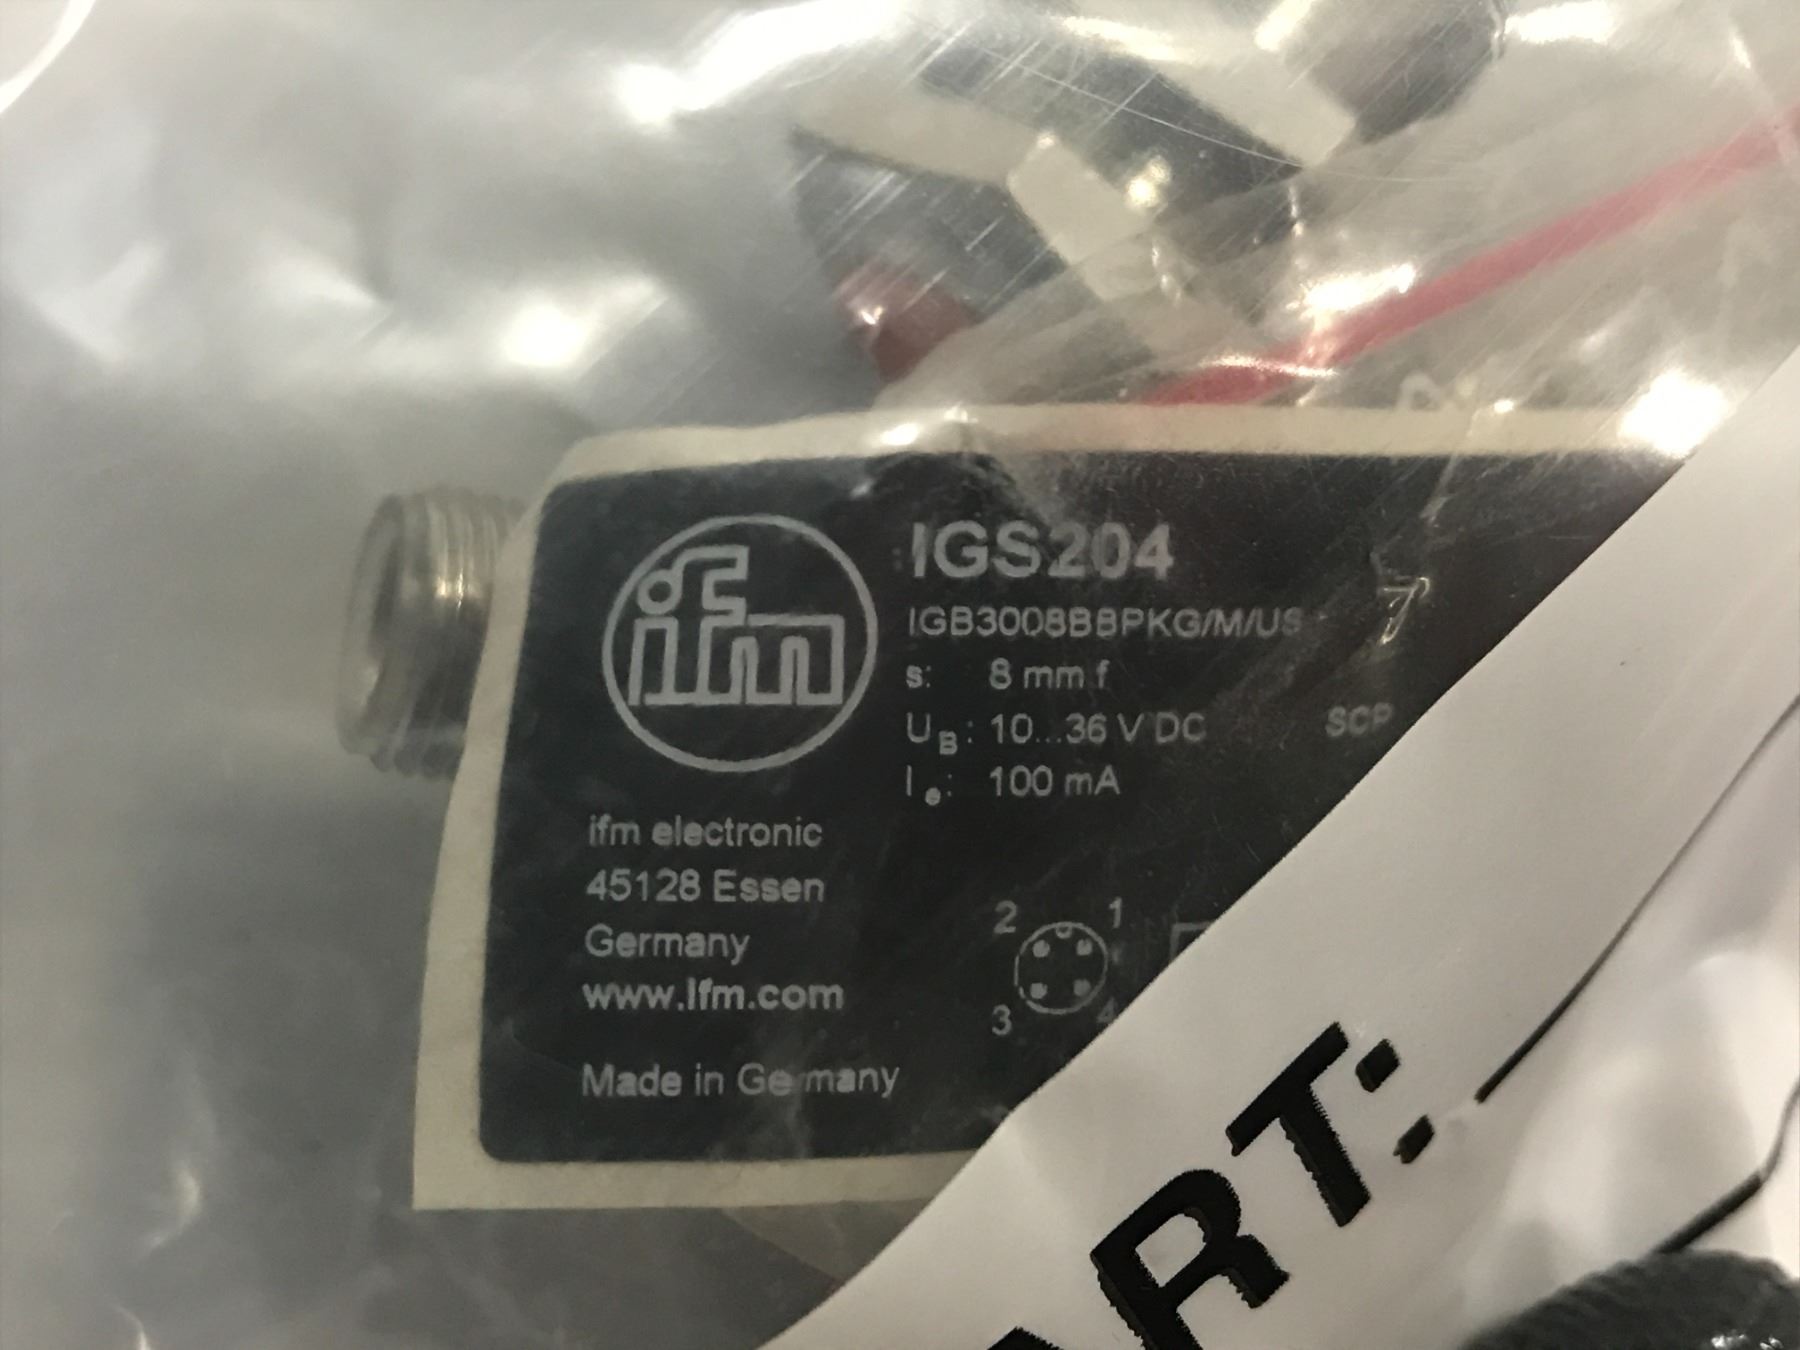 ifm
IGS204
IGB3008BBPKG/M/US
s: 8 mm f
UB: 10...36 V DC
SCP
Ie: 100 mA
ifm electronic
45128 Essen
Germany
www.ifm.com
2 1
3 4
Made in Germany
ART: